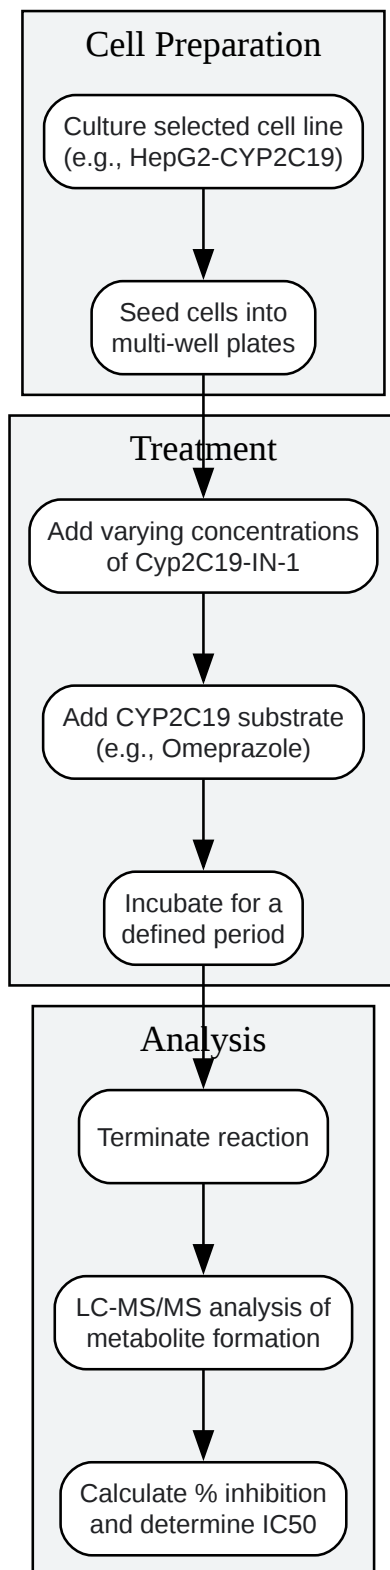 Cell Preparation
Culture selected cell line
(e.g., HepG2-CYP2C19)
Seed cells into
multi-well plates
Treatment
Add varying concentrations
of Cyp2C19-IN-1
Add CYP2C19 substrate
(e.g., Omeprazole)
Incubate for a
defined period
Analysis
Terminate reaction
LC-MS/MS analysis of
metabolite formation
Calculate % inhibition
and determine IC50